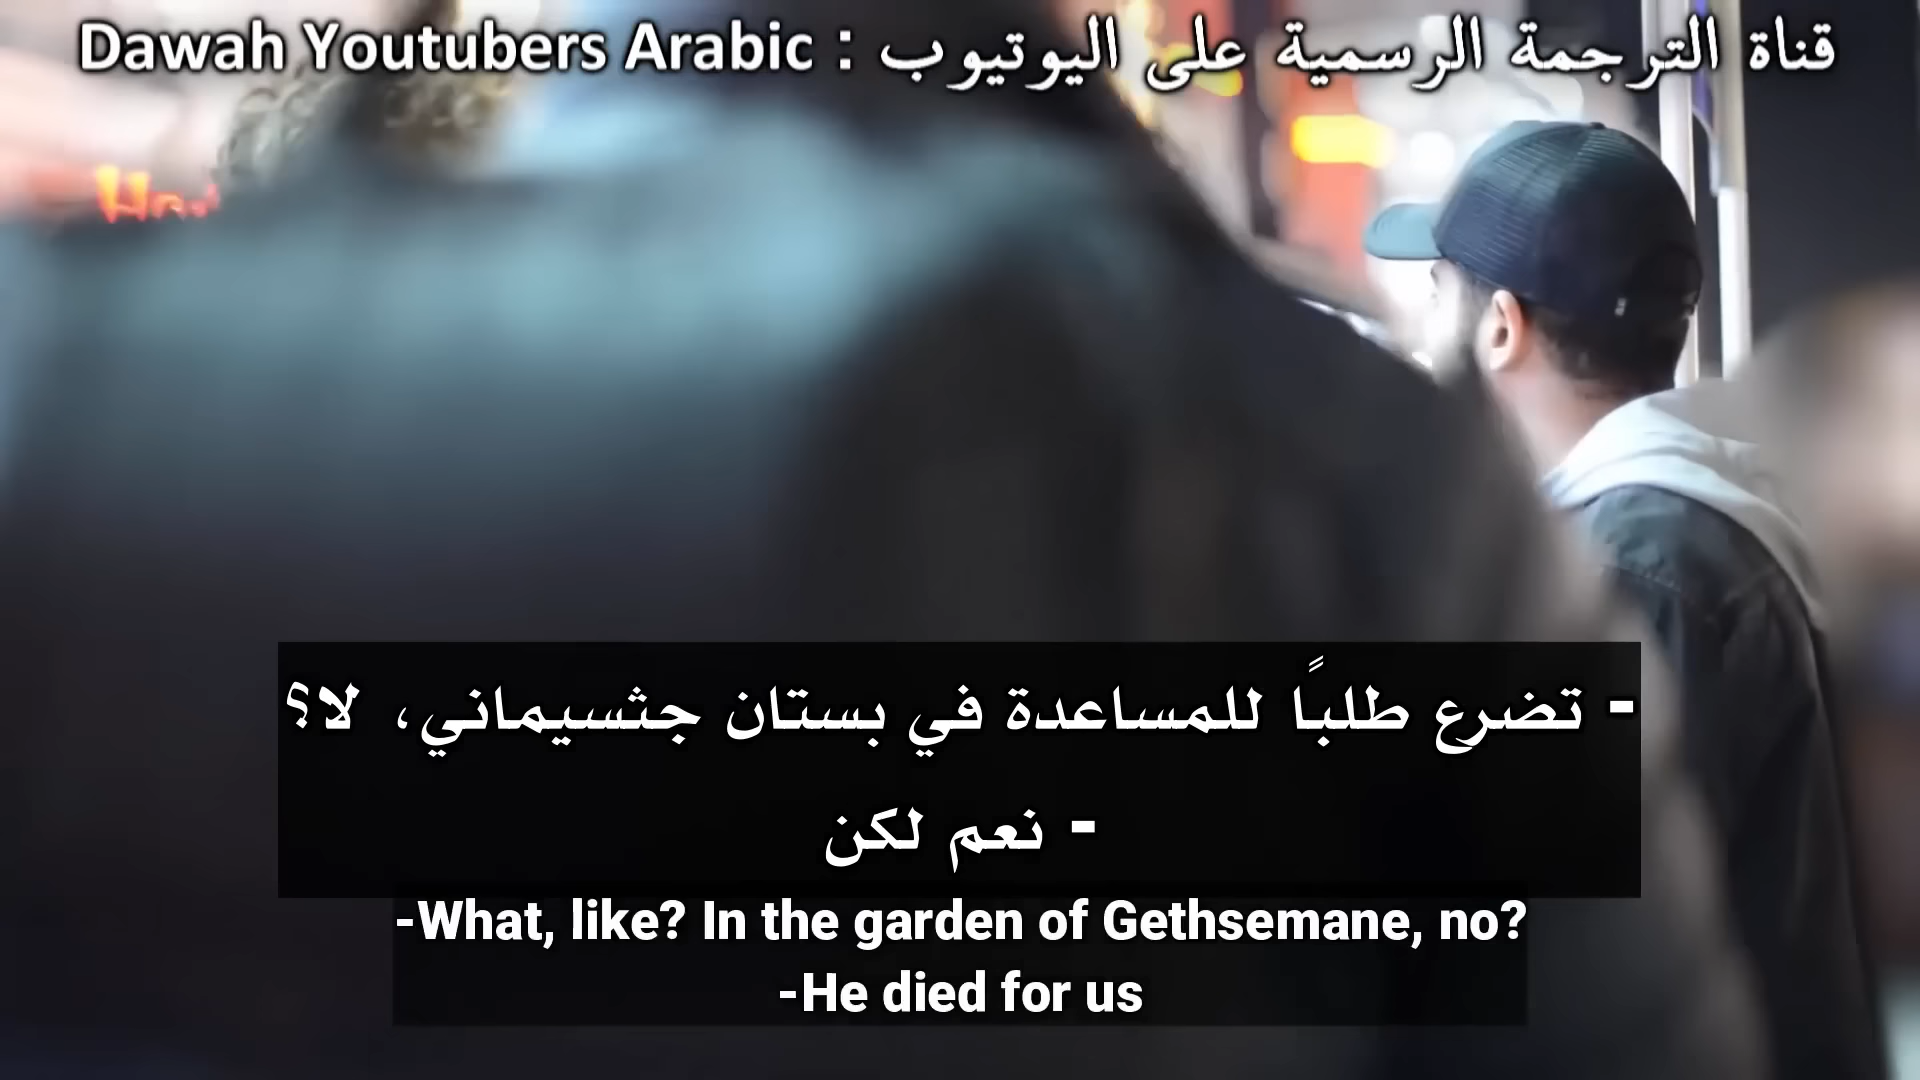 Dawah Youtubers Arabic : قناة الترجمة الرسمية على اليوتيوب
- تضرع طلبًا للمساعدة في بستان جثسيماني، لا؟
- نعم لكن
-What, like? In the garden of Gethsemane, no?
-He died for us